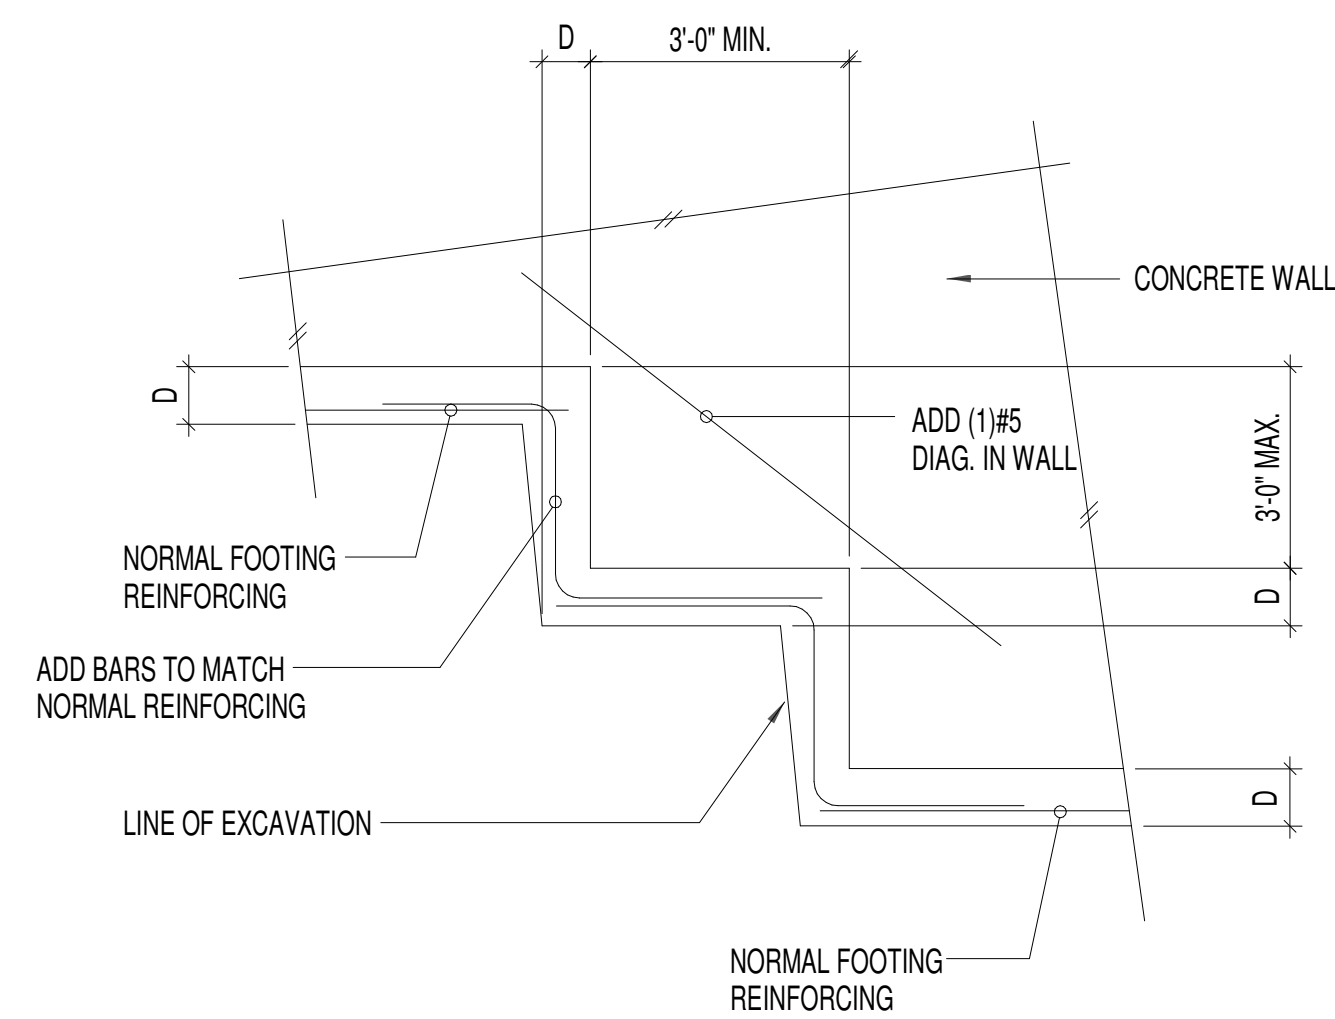 D
3'-0" MIN.
CONCRETE WALL
D
ADD (1)#5
DIAG. IN WALL
3'-0" MAX.
NORMAL FOOTING
REINFORCING
D
ADD BARS TO MATCH
NORMAL REINFORCING
D
LINE OF EXCAVATION
NORMAL FOOTING
REINFORCING